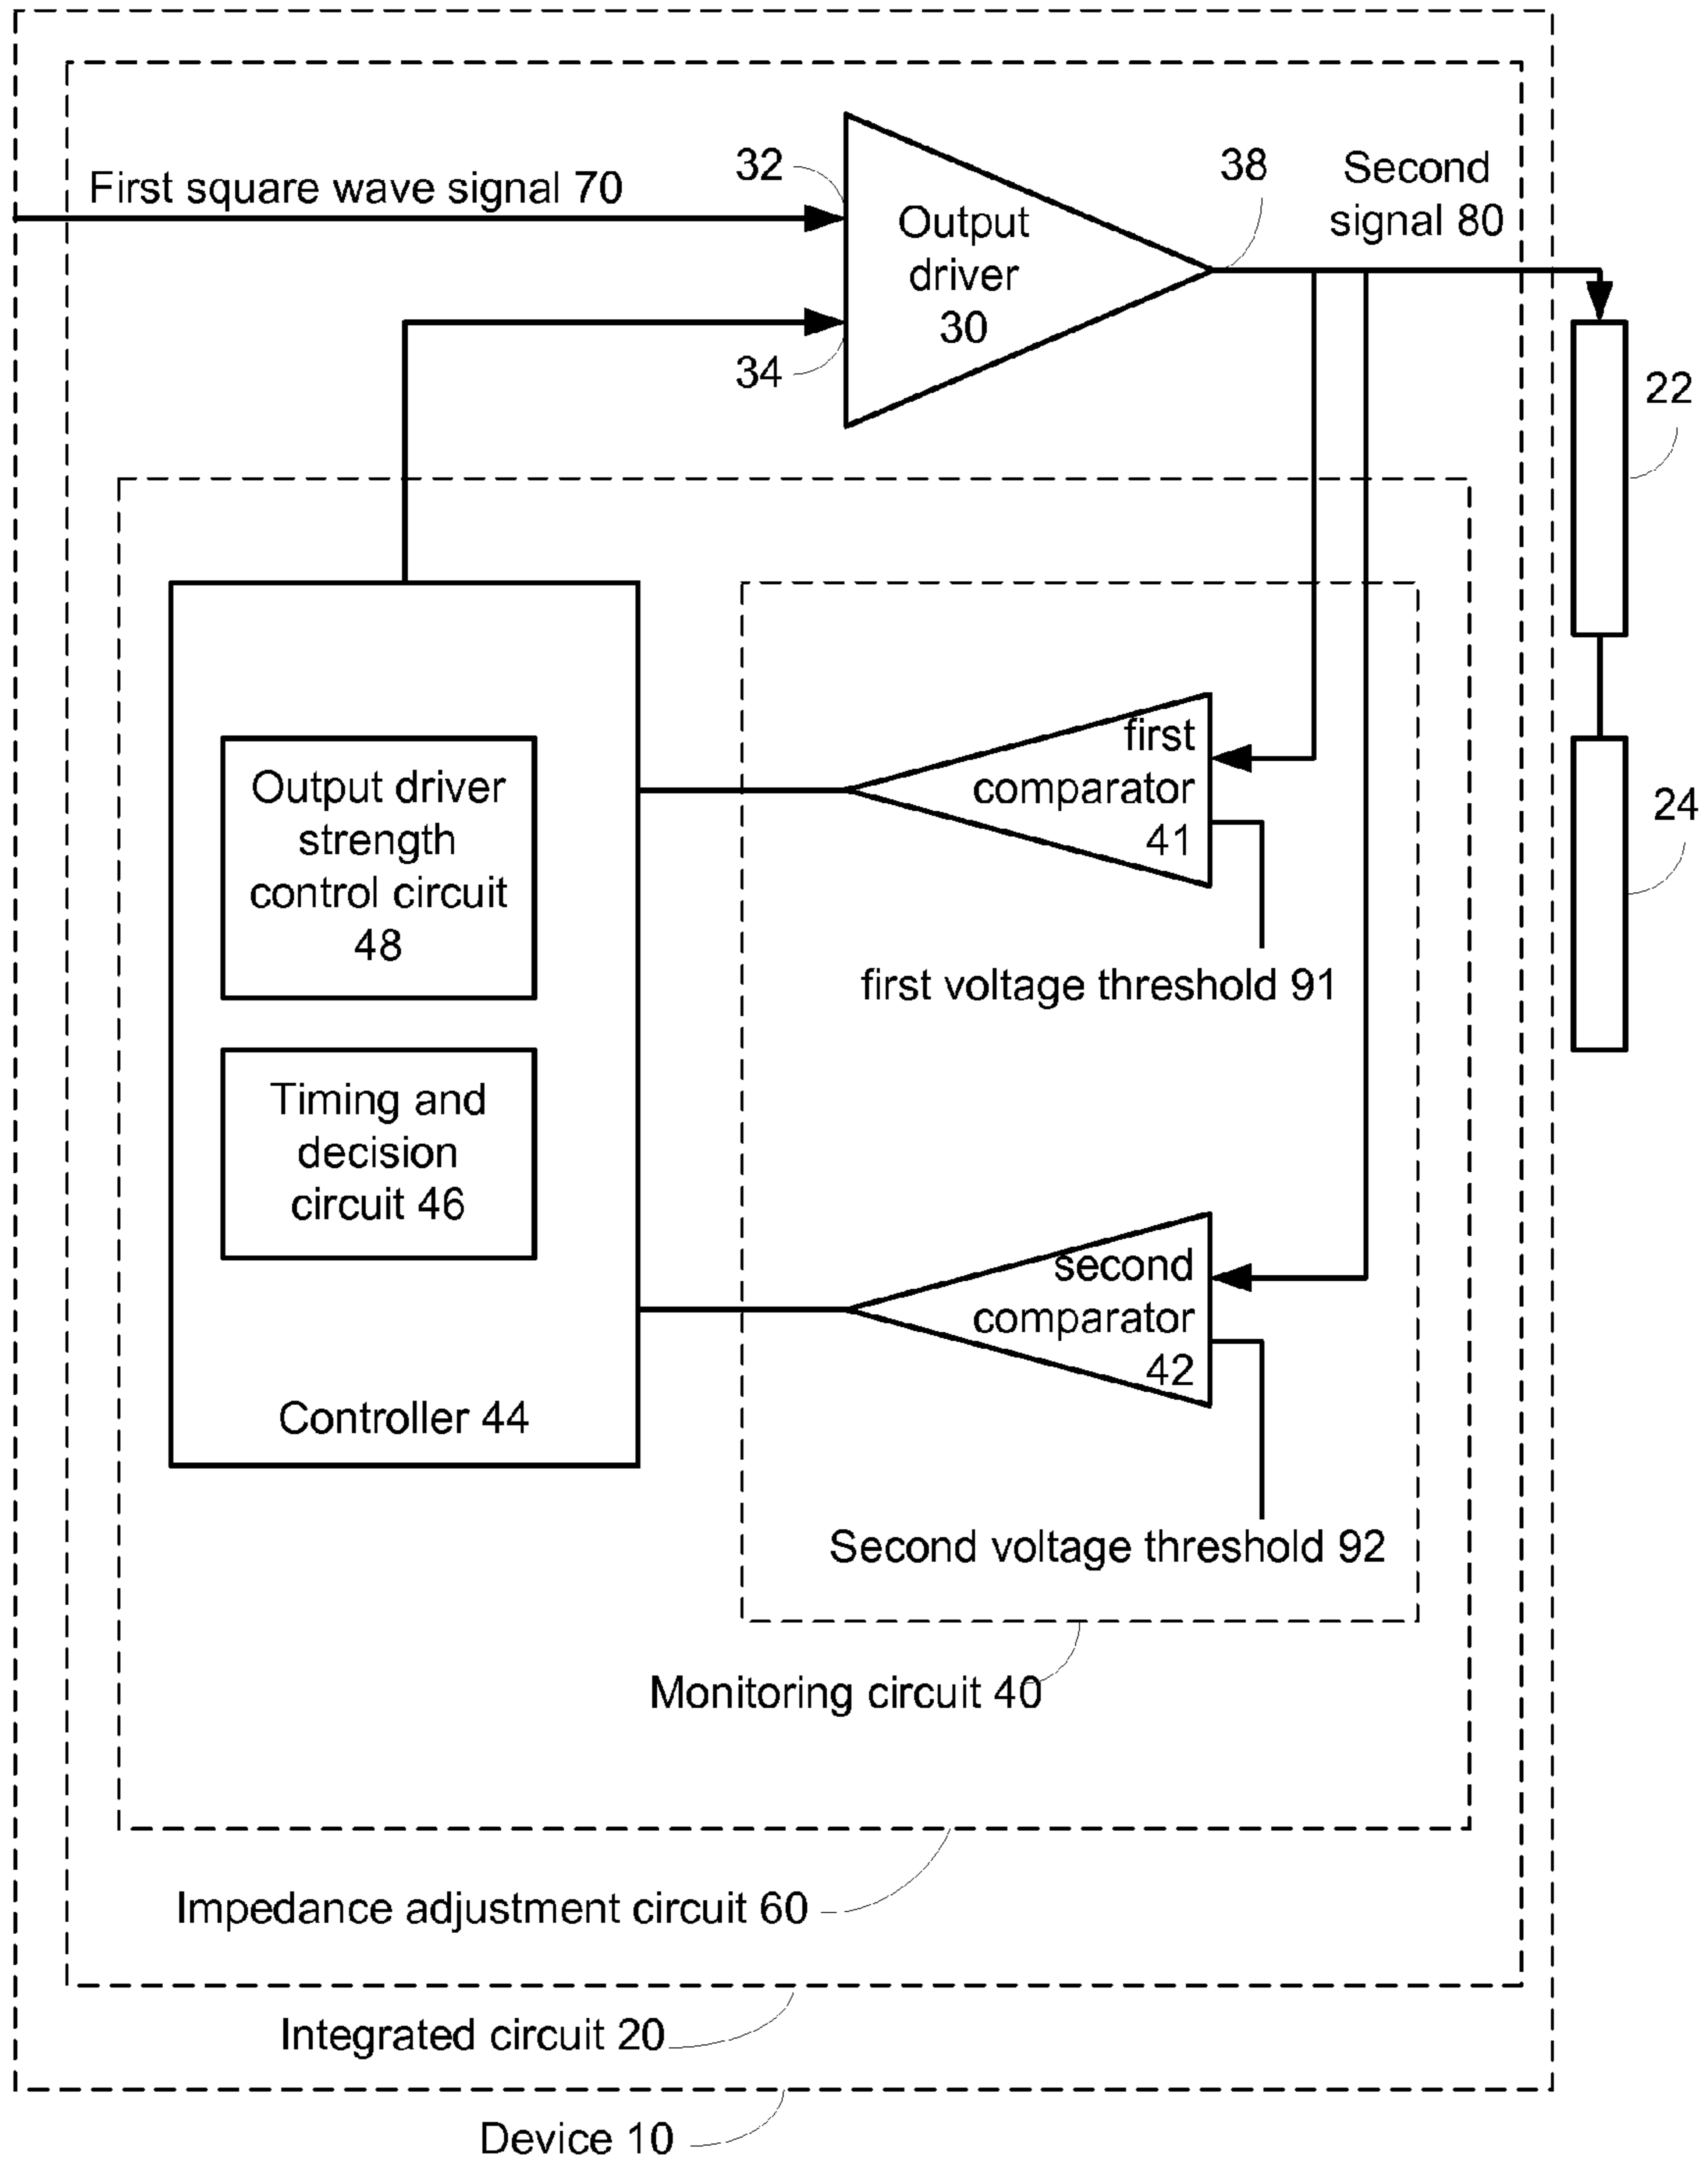 First square wave signal 70
32
34
Output
driver
30
38
Second
signal 80
22
24
Output driver
strength
control circuit
48
Timing and
decision
circuit 46
Controller 44
first
comparator
41
first voltage threshold 91
second
comparator
42
Second voltage threshold 92
Monitoring circuit 40
Impedance adjustment circuit 60
Integrated circuit 20
Device 10